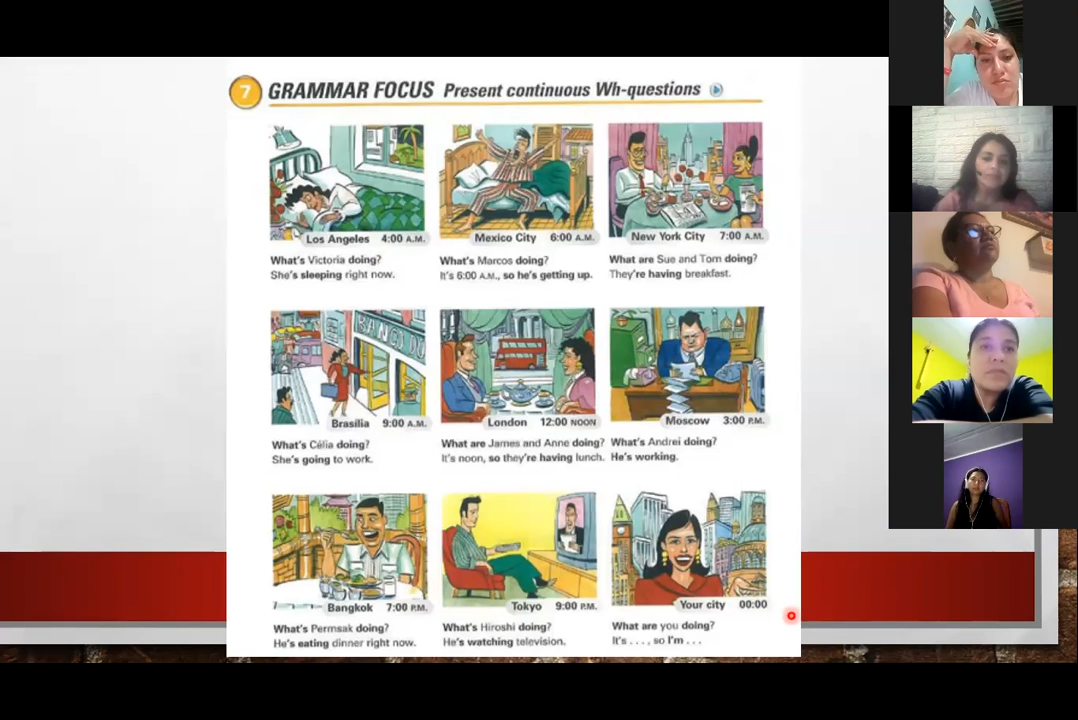 7 GRAMMAR FOCUS Present continuous Wh-questions
Los Angeles 4:00 A.M.
What's Victoria doing?
She's sleeping right now.
Mexico City 6:00 A.M.
What's Marcos doing?
It's 6:00 A.M., so he's getting up.
New York City 7:00 A.M.
What are Sue and Tom doing?
They're having breakfast.
BANCO DO
Brasília 9:00 A.M.
What's Célia doing?
She's going to work.
London 12:00 NOON
What are James and Anne doing?
It's noon, so they're having lunch.
Moscow 3:00 P.M.
What's Andrei doing?
He's working.
Bangkok 7:00 P.M.
What's Permsak doing?
He's eating dinner right now.
Tokyo 9:00 P.M.
What's Hiroshi doing?
He's watching television.
Your city 00:00
What are you doing?
It's . . . , so I'm . . .